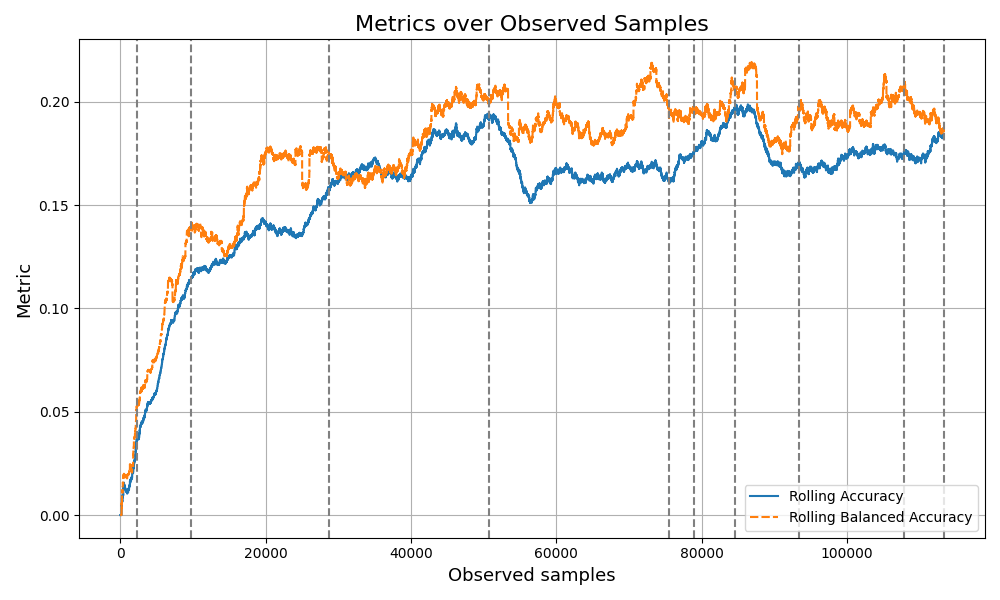 Metrics over Observed Samples
Metric
0.20
0.15
0.10
0.05
0.00
0 20000 40000 60000 80000 100000
Observed samples
Rolling Accuracy
Rolling Balanced Accuracy